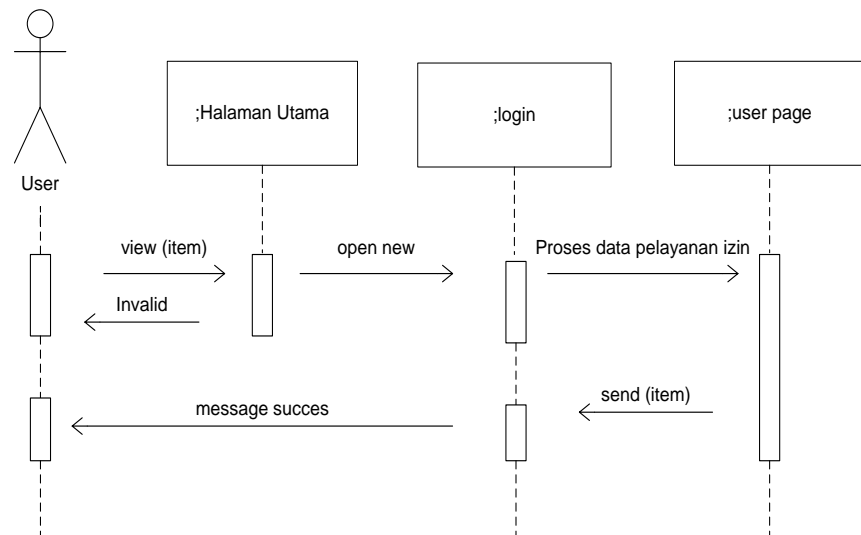 ;Halaman Utama
;login
;user page
User
view (item)
open new
Proses data pelayanan izin
Invalid
send (item)
message succes